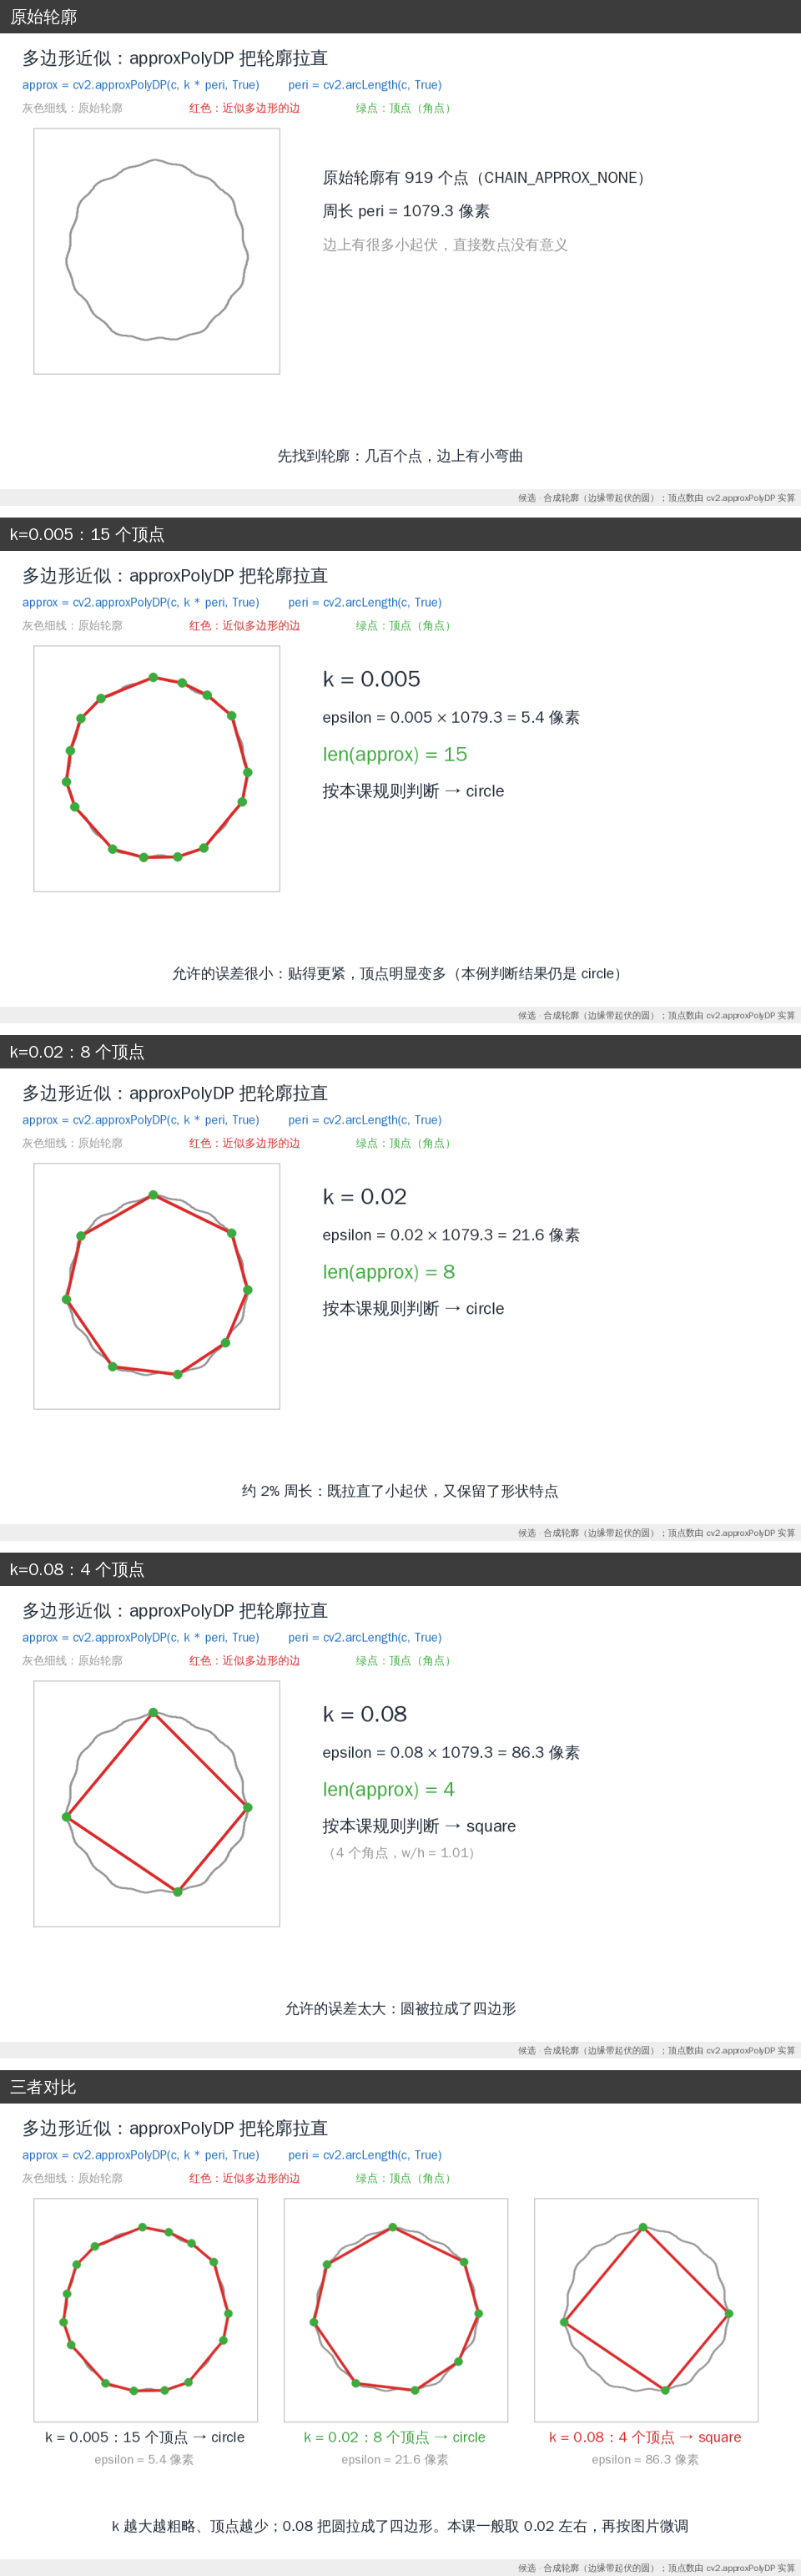 原始轮廓
多边形近似：approxPolyDP 把轮廓拉直
approx = cv2.approxPolyDP(c, k * peri, True)　　peri = cv2.arcLength(c, True)
灰色细线：原始轮廓　　红色：近似多边形的边　　绿点：顶点（角点）
原始轮廓有 919 个点（CHAIN_APPROX_NONE）
周长 peri = 1079.3 像素
边上有很多小起伏，直接数点没有意义
先找到轮廓：几百个点，边上有小弯曲
候选 · 合成轮廓（边缘带起伏的圆）；顶点数由 cv2.approxPolyDP 实算
k=0.005：15 个顶点
多边形近似：approxPolyDP 把轮廓拉直
approx = cv2.approxPolyDP(c, k * peri, True)　　peri = cv2.arcLength(c, True)
灰色细线：原始轮廓　　红色：近似多边形的边　　绿点：顶点（角点）
k = 0.005
epsilon = 0.005 × 1079.3 = 5.4 像素
len(approx) = 15
按本课规则判断 → circle
允许的误差很小：贴得更紧，顶点明显变多（本例判断结果仍是 circle）
候选 · 合成轮廓（边缘带起伏的圆）；顶点数由 cv2.approxPolyDP 实算
k=0.02：8 个顶点
多边形近似：approxPolyDP 把轮廓拉直
approx = cv2.approxPolyDP(c, k * peri, True)　　peri = cv2.arcLength(c, True)
灰色细线：原始轮廓　　红色：近似多边形的边　　绿点：顶点（角点）
k = 0.02
epsilon = 0.02 × 1079.3 = 21.6 像素
len(approx) = 8
按本课规则判断 → circle
约 2% 周长：既拉直了小起伏，又保留了形状特点
候选 · 合成轮廓（边缘带起伏的圆）；顶点数由 cv2.approxPolyDP 实算
k=0.08：4 个顶点
多边形近似：approxPolyDP 把轮廓拉直
approx = cv2.approxPolyDP(c, k * peri, True)　　peri = cv2.arcLength(c, True)
灰色细线：原始轮廓　　红色：近似多边形的边　　绿点：顶点（角点）
k = 0.08
epsilon = 0.08 × 1079.3 = 86.3 像素
len(approx) = 4
按本课规则判断 → square
（4 个角点，w/h = 1.01）
允许的误差太大：圆被拉成了四边形
候选 · 合成轮廓（边缘带起伏的圆）；顶点数由 cv2.approxPolyDP 实算
三者对比
多边形近似：approxPolyDP 把轮廓拉直
approx = cv2.approxPolyDP(c, k * peri, True)　　peri = cv2.arcLength(c, True)
灰色细线：原始轮廓　　红色：近似多边形的边　　绿点：顶点（角点）
k = 0.005：15 个顶点 → circle　　k = 0.02：8 个顶点 → circle　　k = 0.08：4 个顶点 → square
epsilon = 5.4 像素　　epsilon = 21.6 像素　　epsilon = 86.3 像素
k 越大越粗略、顶点越少；0.08 把圆拉成了四边形。本课一般取 0.02 左右，再按图片微调
候选 · 合成轮廓（边缘带起伏的圆）；顶点数由 cv2.approxPolyDP 实算